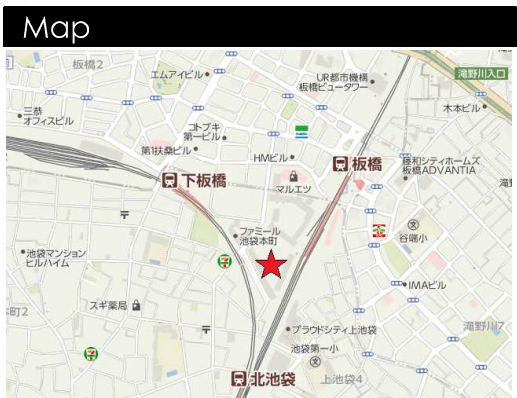 Map
板橋2
エムアイビル
UR都市機構
板橋ビュータワー
滝野川入口
三恭
オフィスビル
木本ビル
コトブキ
第一ビル
第1扶桑ビル
HMビル
板橋
藤和シティホームズ
板橋ADVANTIA
下板橋
マルエツ
滝野
ファミール
池袋本町
谷端小
池袋マンション
ヒルハイム
7
IMAビル
スギ薬局
本町2
プラウドシティ上池袋
滝野川7
池袋第一小
7
北池袋
上池袋4